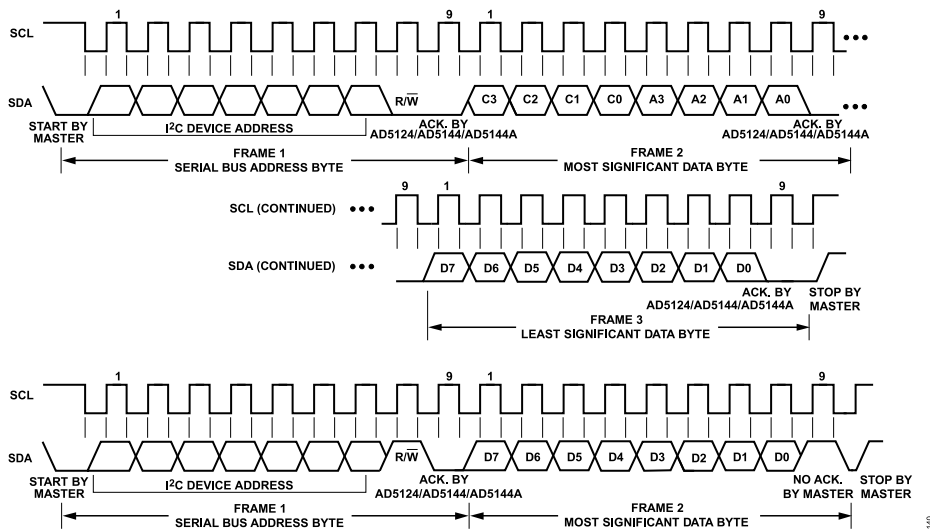 1 9 1 9
SCL
SDA R/W̅ C3 C2 C1 C0 A3 A2 A1 A0
START BY MASTER
I²C DEVICE ADDRESS
ACK. BY
AD5124/AD5144/AD5144A
ACK. BY
AD5124/AD5144/AD5144A
FRAME 1
SERIAL BUS ADDRESS BYTE
FRAME 2
MOST SIGNIFICANT DATA BYTE
9 1 9
SCL (CONTINUED)
SDA (CONTINUED) D7 D6 D5 D4 D3 D2 D1 D0
ACK. BY
AD5124/AD5144/AD5144A
STOP BY
MASTER
FRAME 3
LEAST SIGNIFICANT DATA BYTE
1 9 1 9
SCL
SDA R/W̅ D7 D6 D5 D4 D3 D2 D1 D0
START BY
MASTER
I²C DEVICE ADDRESS
ACK. BY
AD5124/AD5144/AD5144A
NO ACK.
BY MASTER
STOP BY
MASTER
FRAME 1
SERIAL BUS ADDRESS BYTE
FRAME 2
MOST SIGNIFICANT DATA BYTE